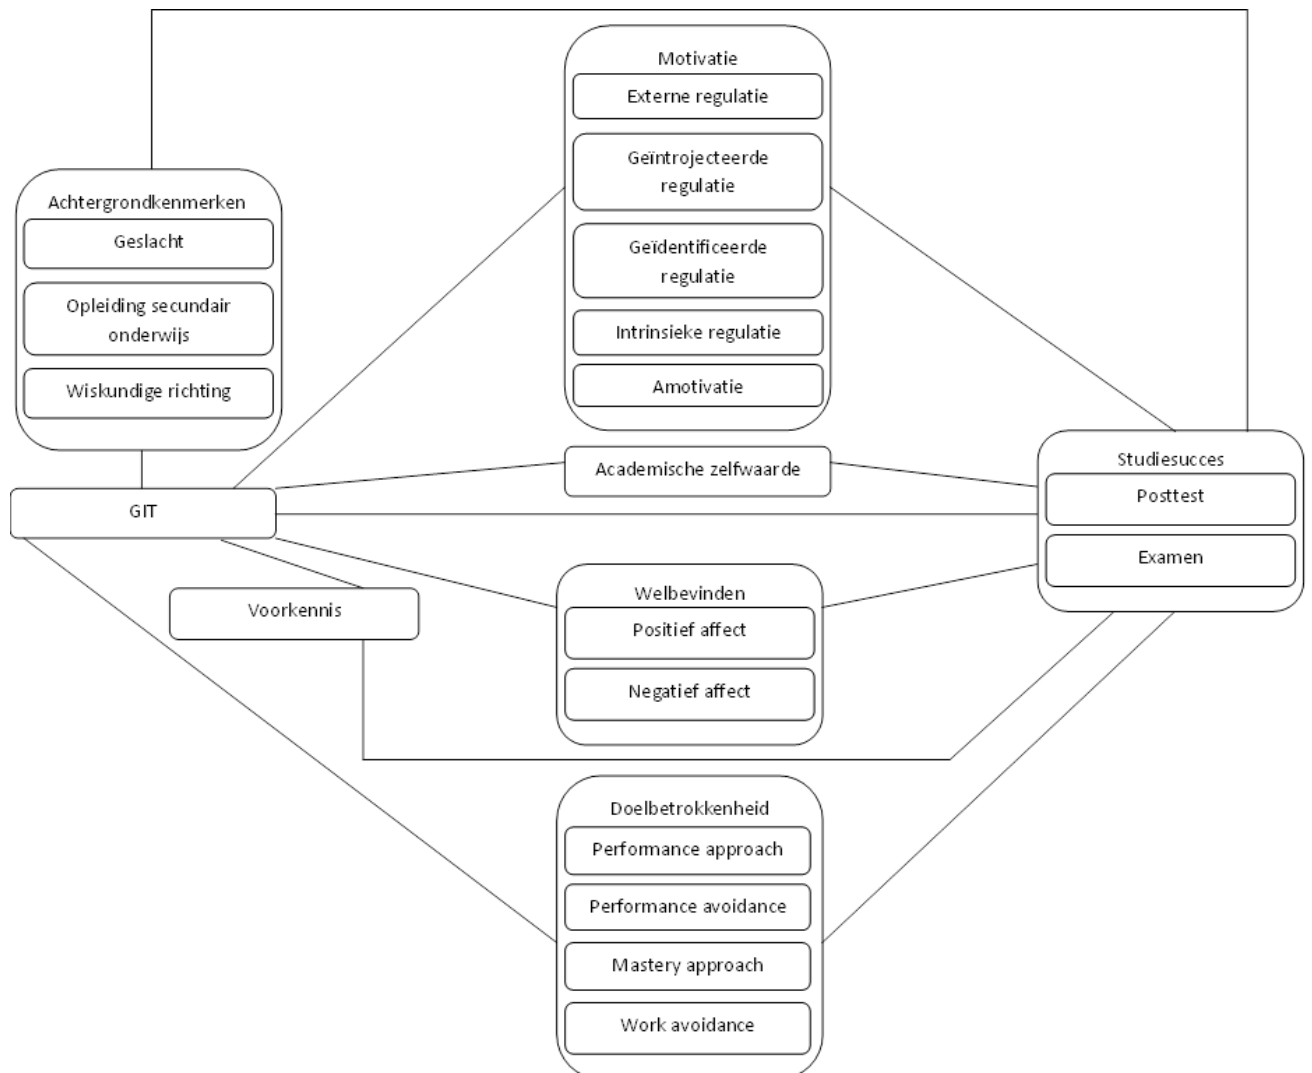 Motivatie
Externe regulatie
Geïntrojecteerde
regulatie
Geïdentificeerde
regulatie
Intrinsieke regulatie
Amotivatie
Achtergrondkenmerken
Geslacht
Opleiding secundair
onderwijs
Wiskundige richting
GIT
Voorkennis
Academische zelfwaarde
Welbevinden
Positief affect
Negatief affect
Doelbetrokkenheid
Performance approach
Performance avoidance
Mastery approach
Work avoidance
Studiesucces
Posttest
Examen